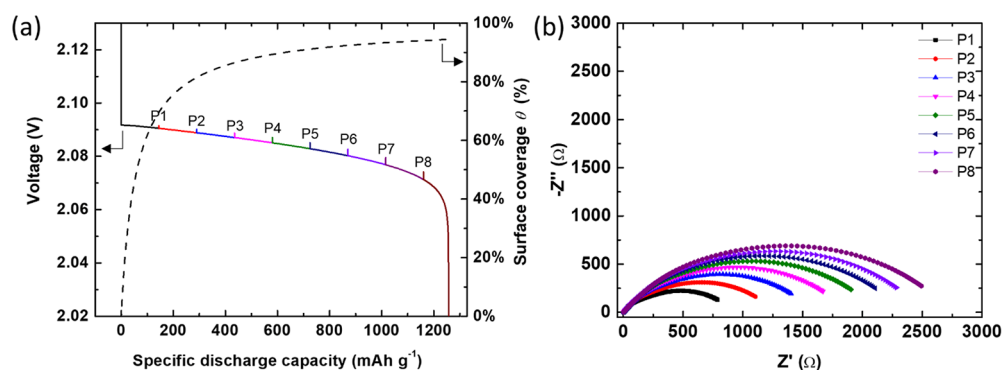 (a)
2.12
2.10
2.08
2.06
2.04
2.02
Voltage (V)
P1
P2
P3
P4
P5
P6
P7
P8
100%
80%
60%
40%
20%
0%
Surface coverage θ (%)
0 200 400 600 800 1000 1200
Specific discharge capacity (mAh g⁻¹)
(b)
3000
2500
2000
1500
1000
500
0
-Z'' (Ω)
P1
P2
P3
P4
P5
P6
P7
P8
0 500 1000 1500 2000 2500 3000
Z' (Ω)